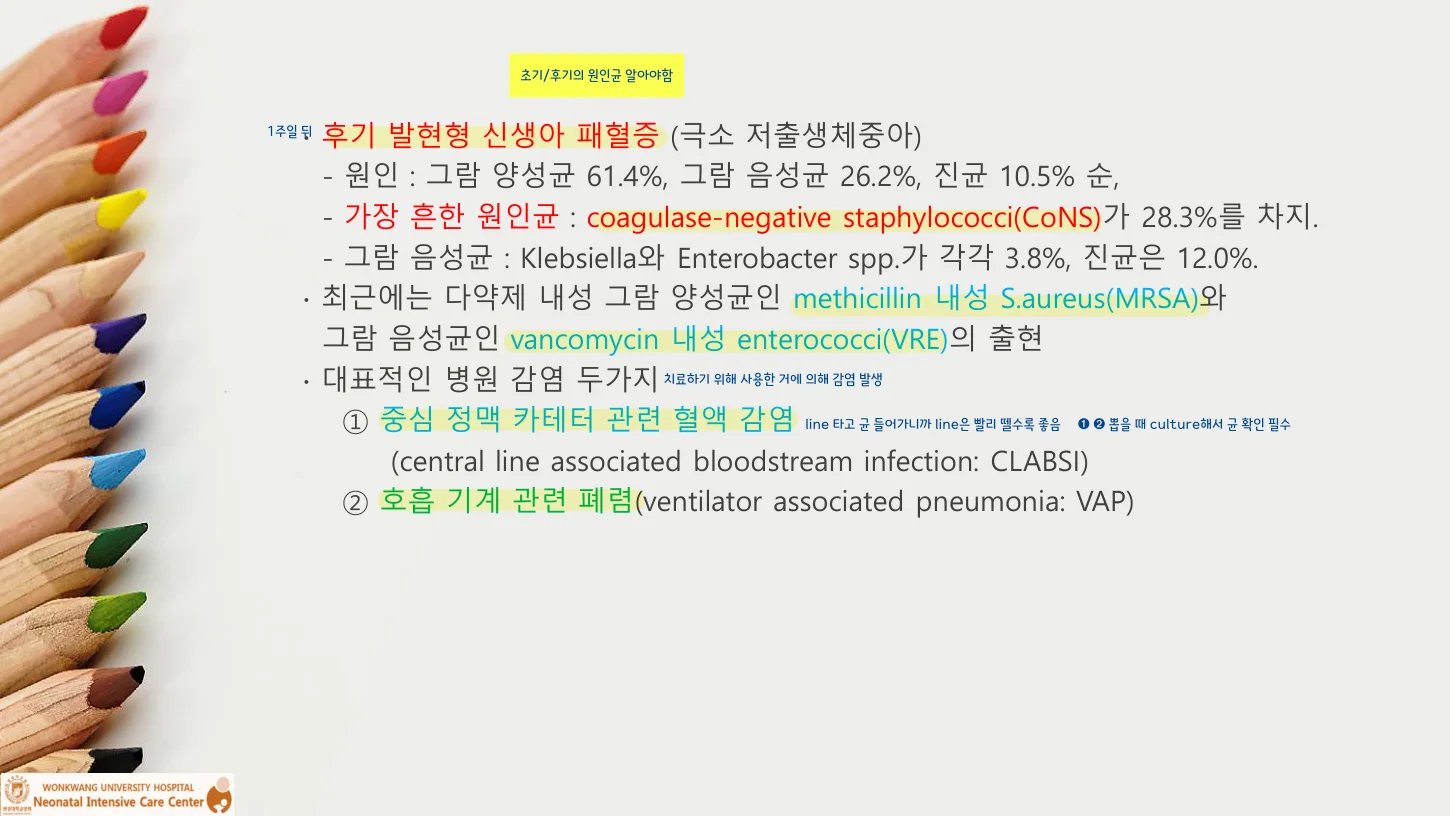 초기/후기의 원인균 알아야함
1주일 뒤
• 후기 발현형 신생아 패혈증 (극소 저출생체중아)
- 원인 : 그람 양성균 61.4%, 그람 음성균 26.2%, 진균 10.5% 순,
- 가장 흔한 원인균 : coagulase-negative staphylococci(CoNS)가 28.3%를 차지.
- 그람 음성균 : Klebsiella와 Enterobacter spp.가 각각 3.8%, 진균은 12.0%.
• 최근에는 다약제 내성 그람 양성균인 methicillin 내성 S.aureus(MRSA)와
그람 음성균인 vancomycin 내성 enterococci(VRE)의 출현
• 대표적인 병원 감염 두가지 치료하기 위해 사용한 거에 의해 감염 발생
① 중심 정맥 카테터 관련 혈액 감염 line 타고 균 들어가니까 line은 빨리 뗄수록 좋음 ❶ ❷ 뽑을 때 culture해서 균 확인 필수
(central line associated bloodstream infection: CLABSI)
② 호흡 기계 관련 폐렴(ventilator associated pneumonia: VAP)
WONKWANG UNIVERSITY HOSPITAL
Neonatal Intensive Care Center